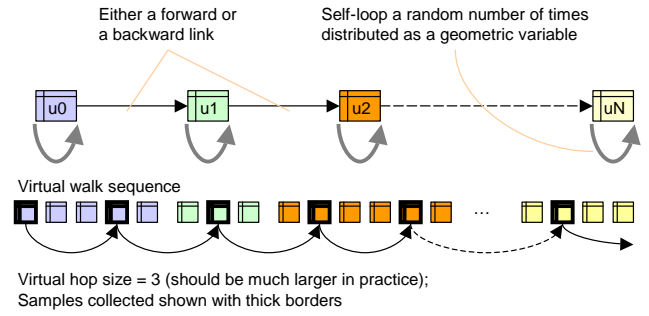 Either a forward or
a backward link
Self-loop a random number of times
distributed as a geometric variable
u0
u1
u2
uN
Virtual walk sequence
...
Virtual hop size = 3 (should be much larger in practice);
Samples collected shown with thick borders